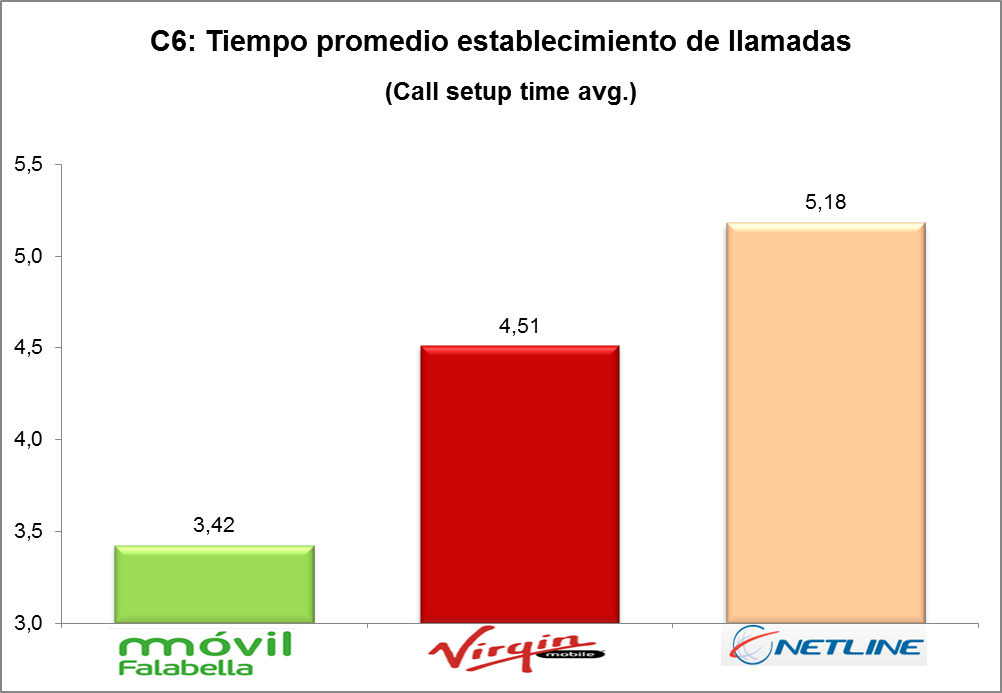 C6: Tiempo promedio establecimiento de llamadas
(Call setup time avg.)
5,5
5,0
4,5
4,0
3,5
3,0
3,42
4,51
5,18
móvil
Falabella
Virgin
mobile
NETLINE